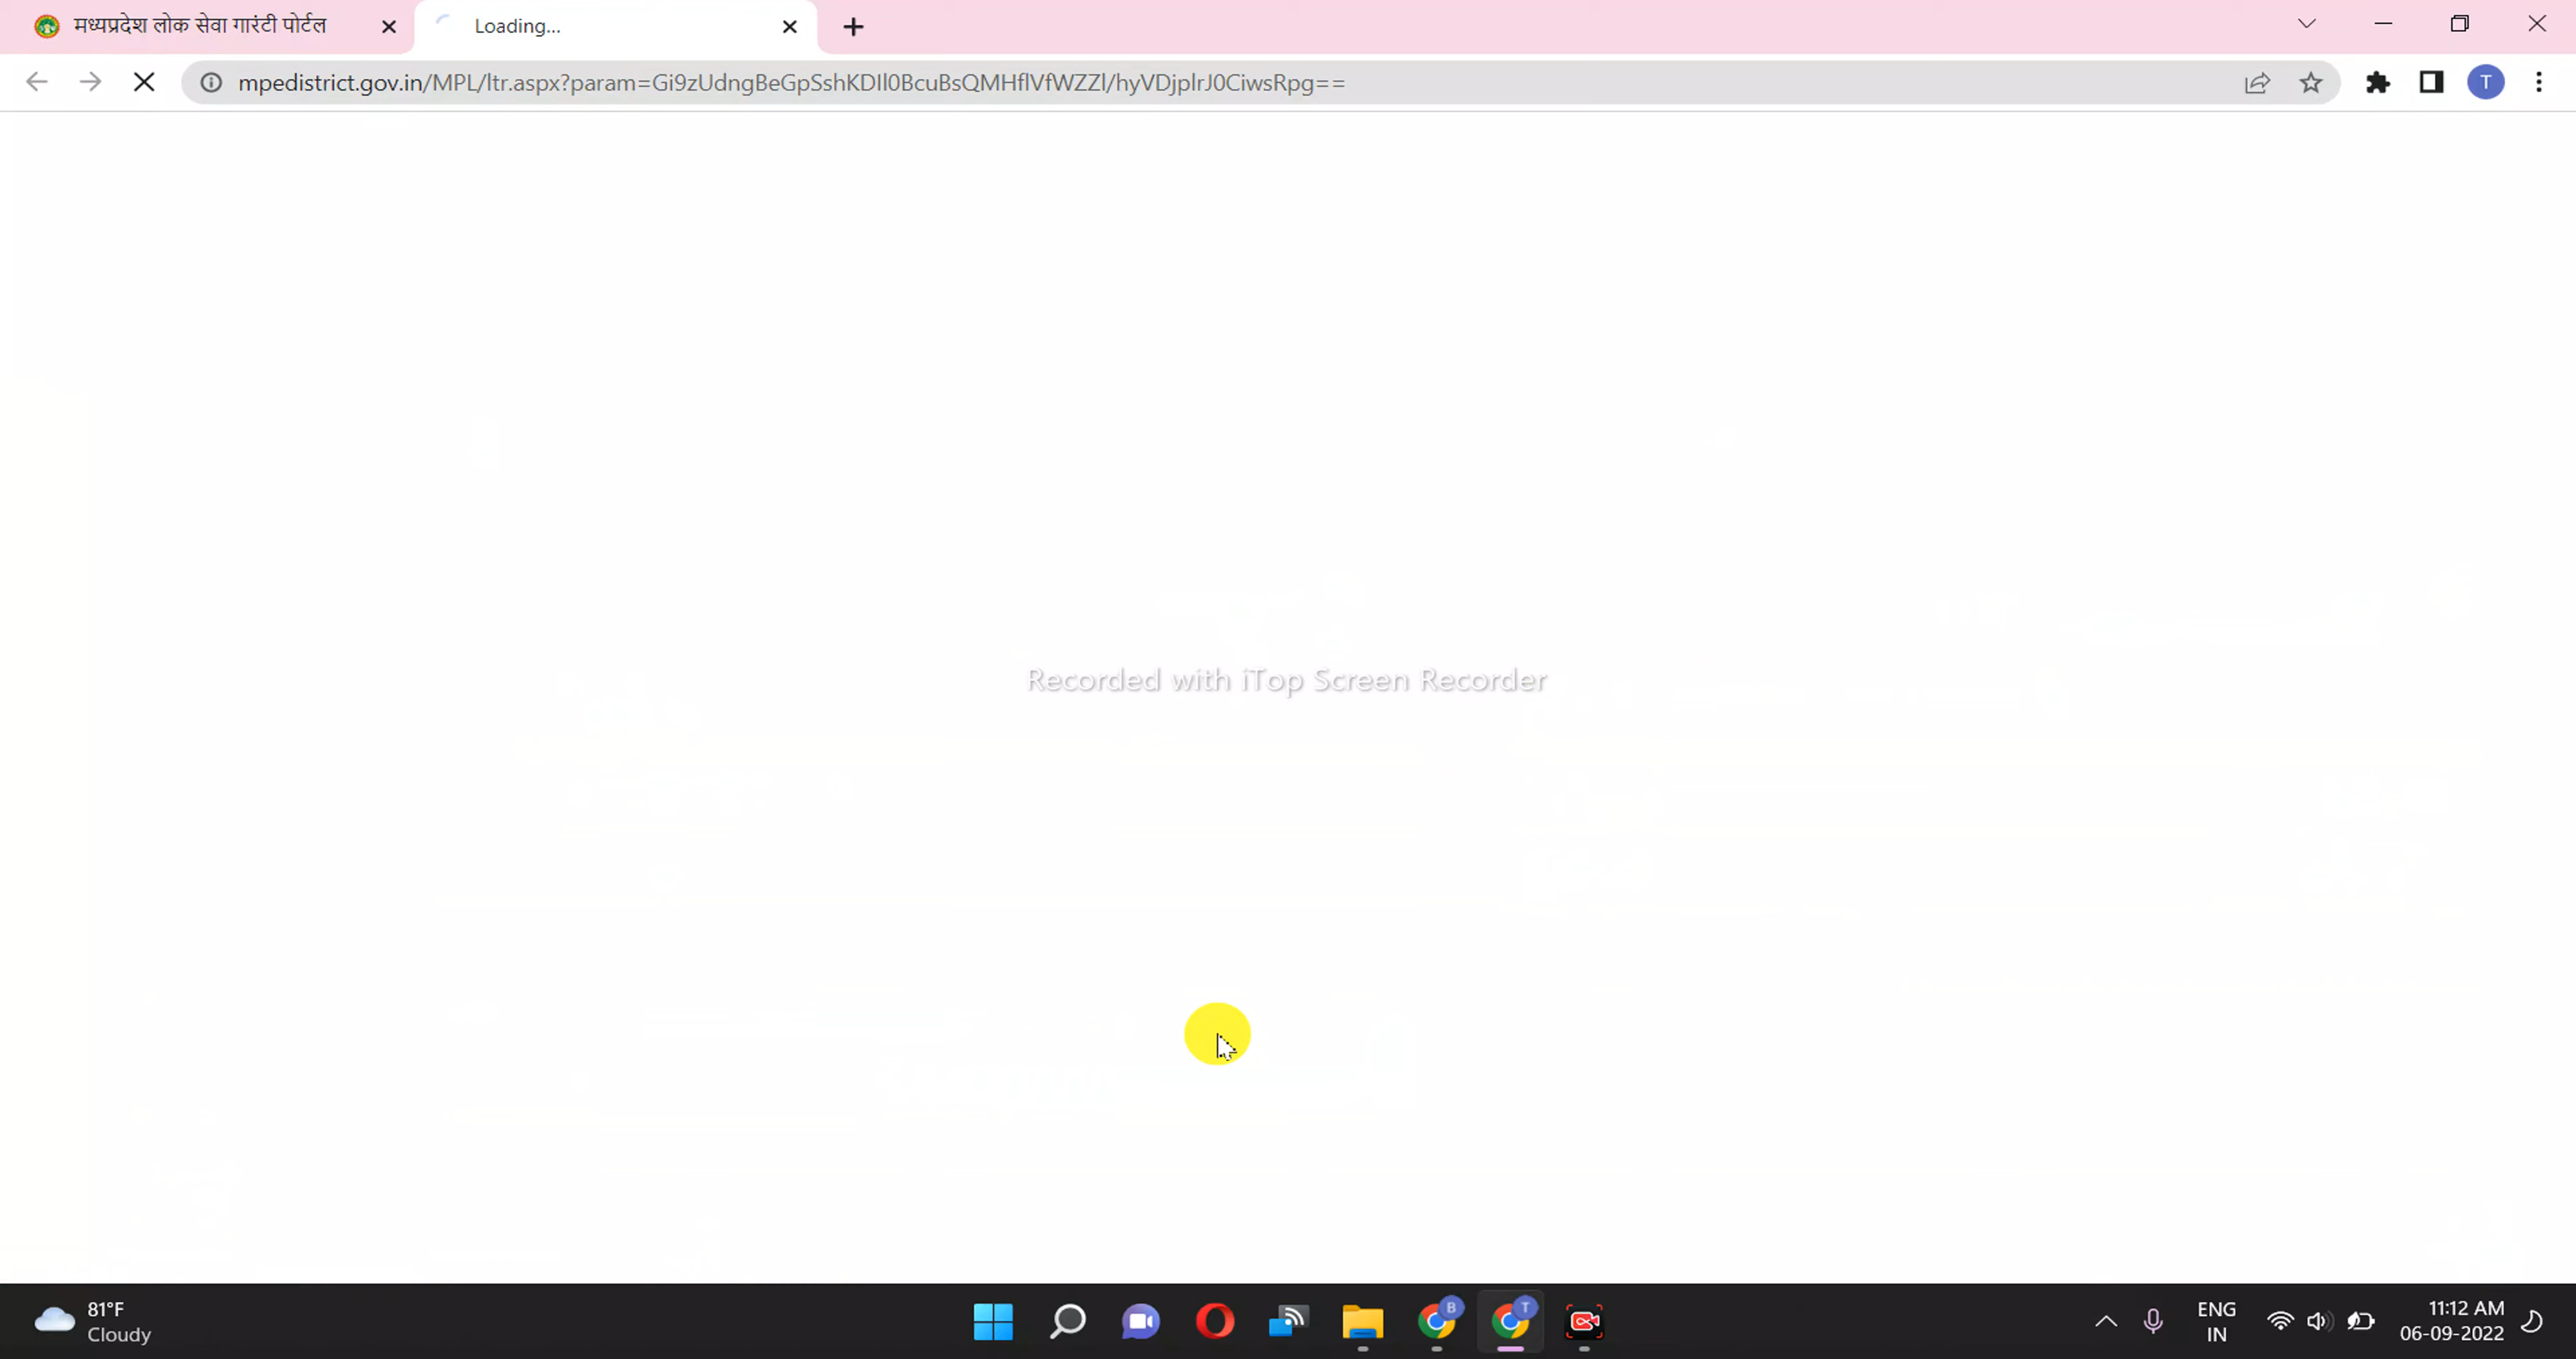 मध्यप्रदेश लोक सेवा गारंटी पोर्टल
Loading...
mpedistrict.gov.in/MPL/ltr.aspx?param=Gi9zUdngBeGpSshKDIl0BcuBsQMHflVfWZZl/hyVDjplrJ0CiwsRpg==
T
Recorded with iTop Screen Recorder
81°F
Cloudy
B
T
ENG
IN
11:12 AM
06-09-2022